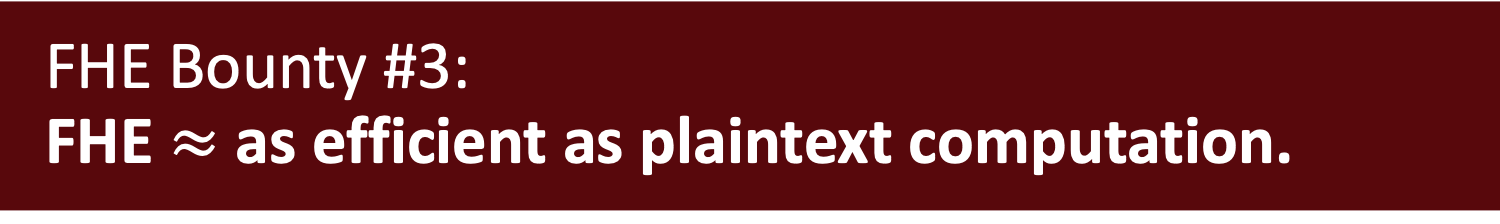 FHE Bounty #3:
FHE ≈ as efficient as plaintext computation.